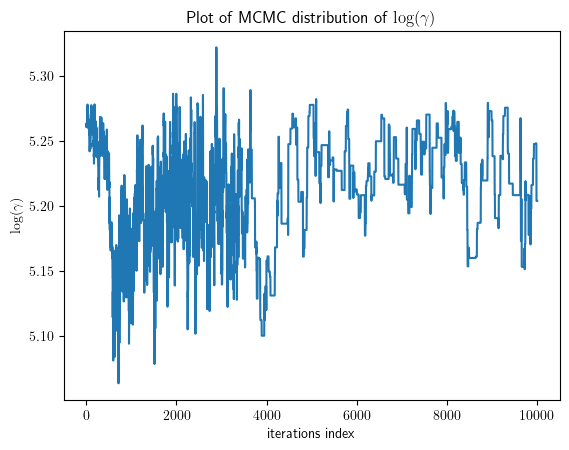 Plot of MCMC distribution of log(γ)
5.30
5.25
5.20
5.15
5.10
log(γ)
0 2000 4000 6000 8000 10000
iterations index